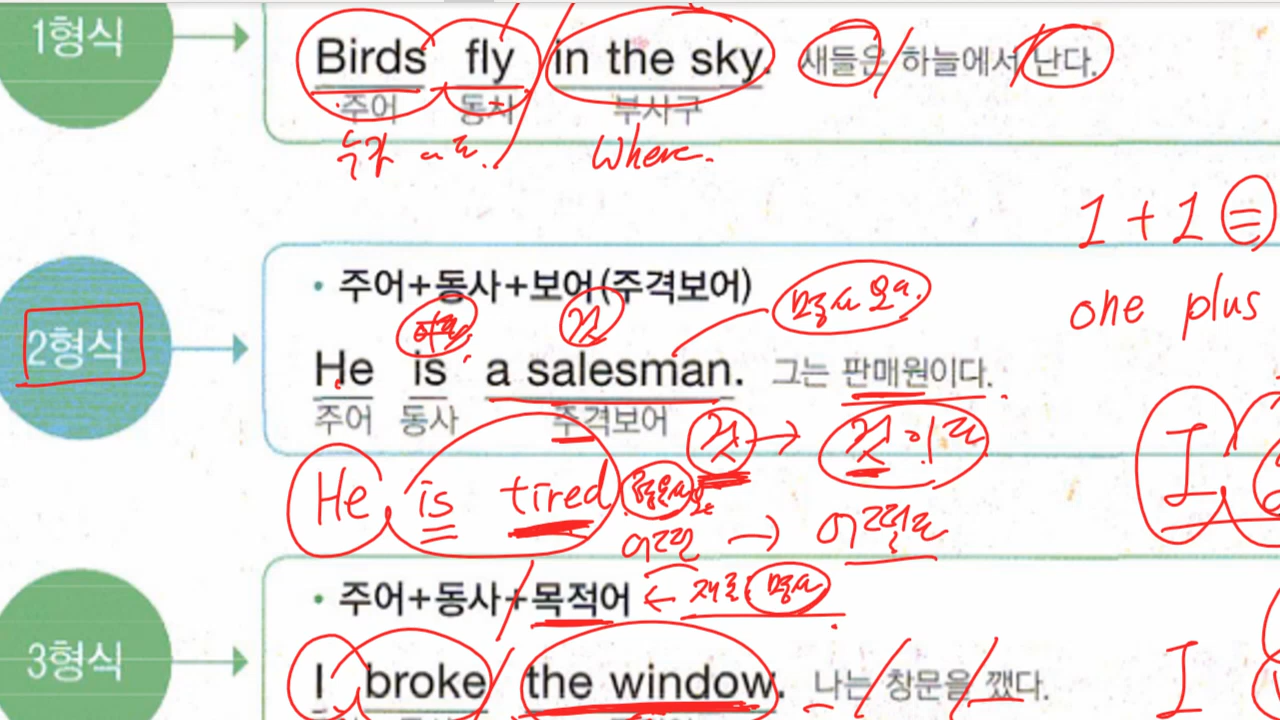 1형식
Birds fly in the sky. 새들은 하늘에서 난다.
주어 동사 부사구
누가 where.
1 + 1 =
2형식
• 주어+동사+보어(주격보어)
것 명사 보어.
one plus
He is a salesman. 그는 판매원이다.
주어 동사 주격보어
것 → 것이다
I
He is tired
어떤 → 어떻다
3형식
• 주어+동사+목적어 ← 재료: 명사
I broke the window. 나는 창문을 깼다.
I